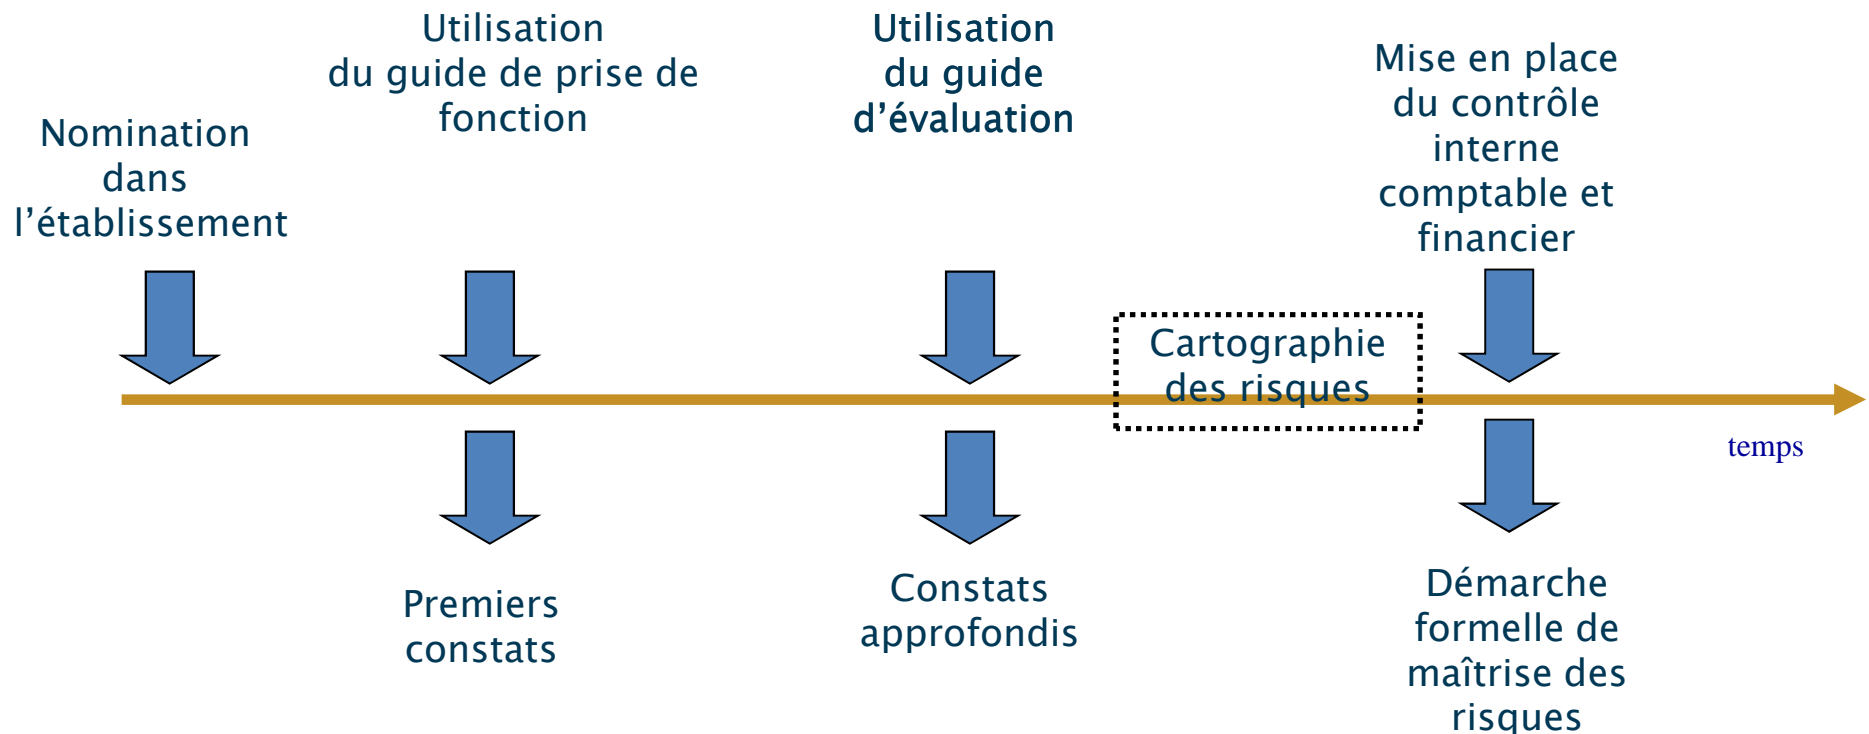 Nomination
dans
l’établissement
Utilisation
du guide de prise de
fonction
Utilisation
du guide
d’évaluation
Mise en place
du contrôle
interne
comptable et
financier
Cartographie
des risques
temps
Premiers
constats
Constats
approfondis
Démarche
formelle de
maîtrise des
risques